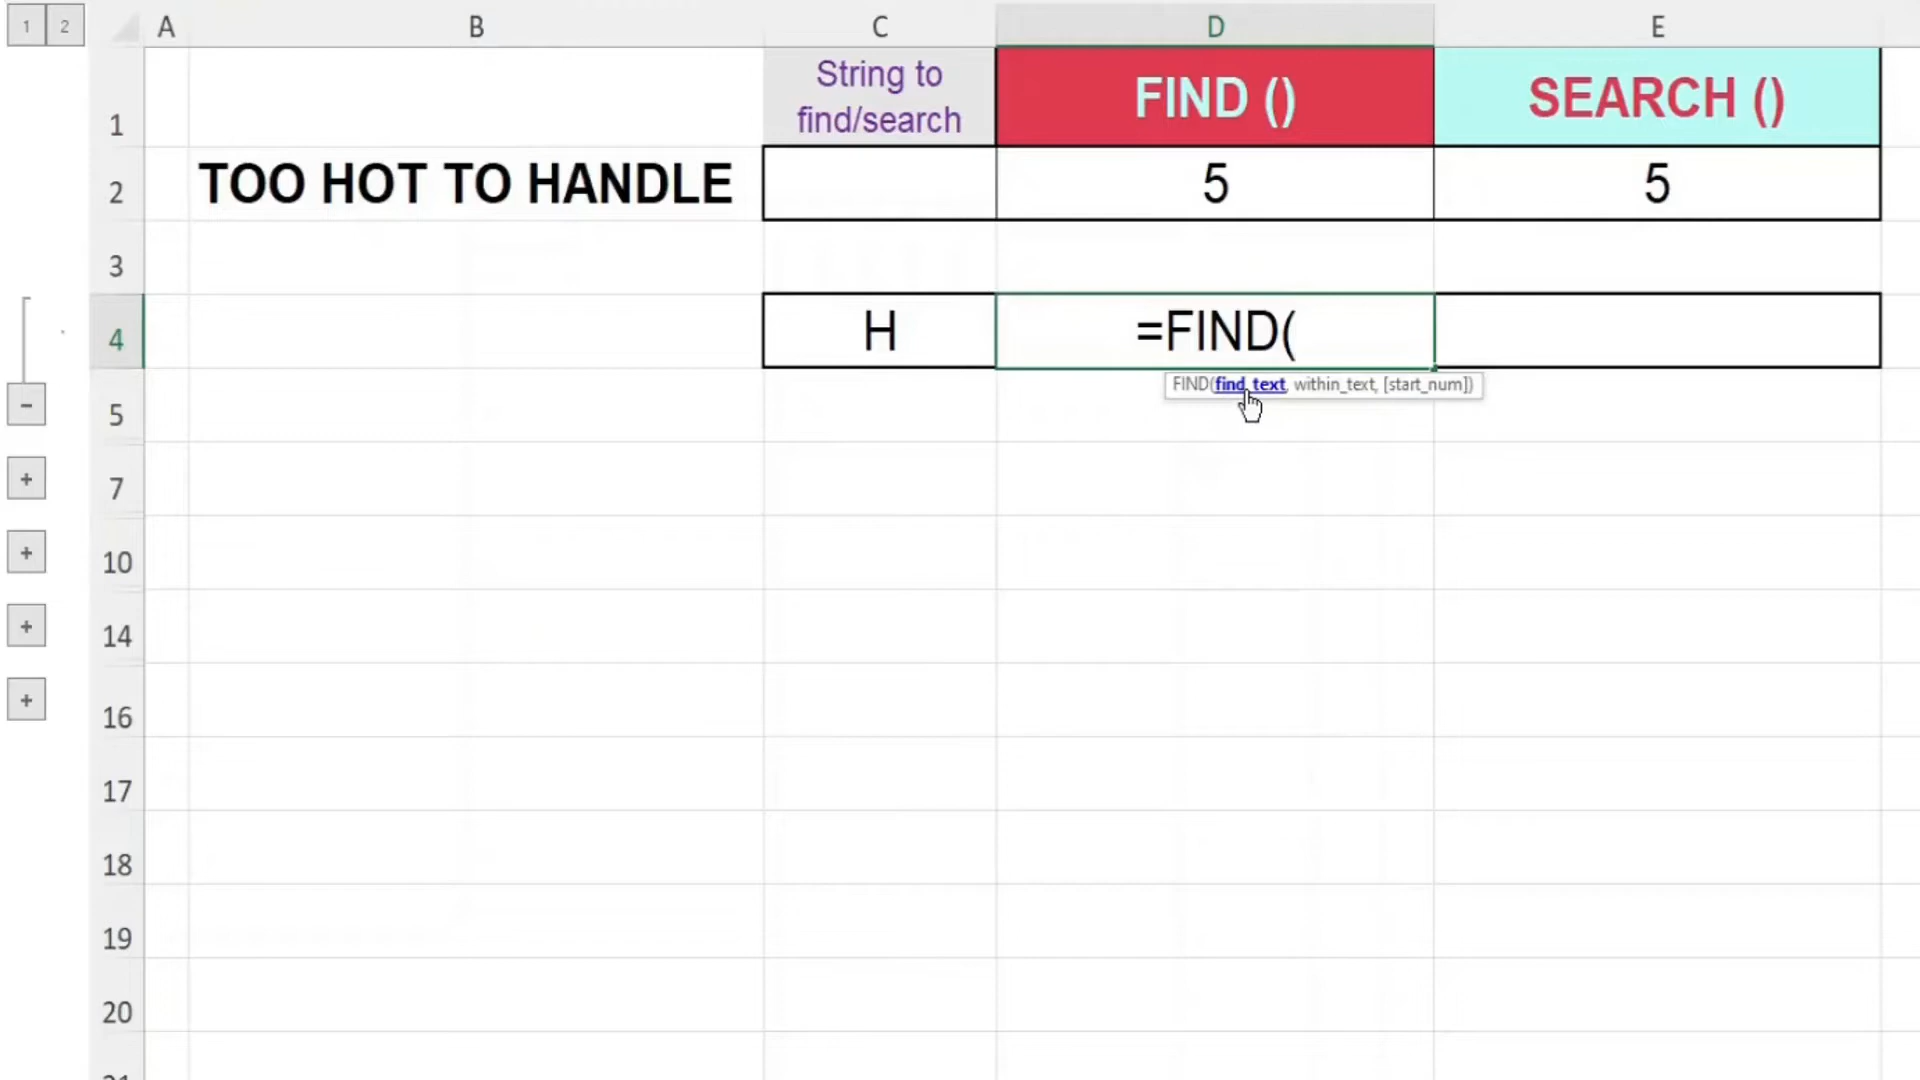 1 2
A B C D E
1 String to
find/search FIND () SEARCH ()
2 TOO HOT TO HANDLE 5 5
3
4 H =FIND(
FIND(find_text, within_text, [start_num])
5
7
10
14
16
17
18
19
20